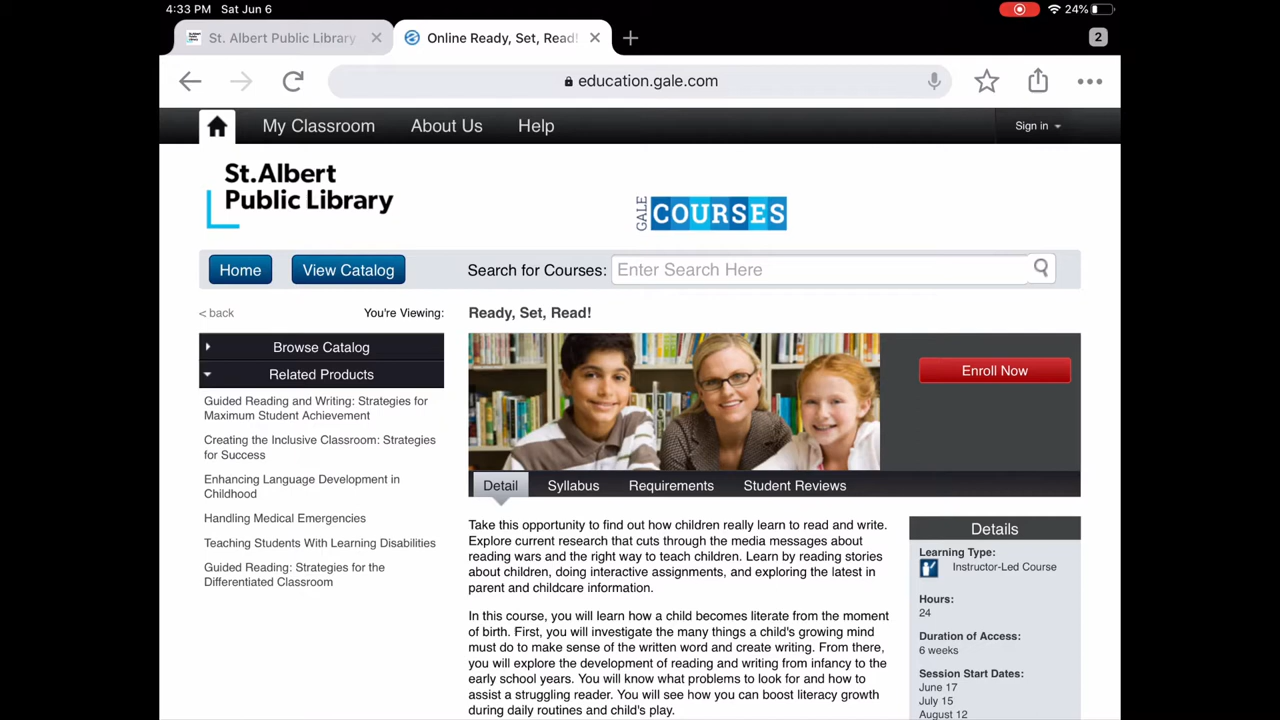 4:33 PM Sat Jun 6
24%
St. Albert Public Library
Online Ready, Set, Read!
2
education.gale.com
My Classroom About Us Help Sign in
St.Albert
Public Library
GALE COURSES
Home View Catalog Search for Courses: Enter Search Here
< back You're Viewing:
Browse Catalog
Related Products
Guided Reading and Writing: Strategies for
Maximum Student Achievement
Creating the Inclusive Classroom: Strategies
for Success
Enhancing Language Development in
Childhood
Handling Medical Emergencies
Teaching Students With Learning Disabilities
Guided Reading: Strategies for the
Differentiated Classroom
Ready, Set, Read!
Enroll Now
Detail Syllabus Requirements Student Reviews
Take this opportunity to find out how children really learn to read and write.
Explore current research that cuts through the media messages about
reading wars and the right way to teach children. Learn by reading stories
about children, doing interactive assignments, and exploring the latest in
parent and childcare information.
In this course, you will learn how a child becomes literate from the moment
of birth. First, you will investigate the many things a child's growing mind
must do to make sense of the written word and create writing. From there,
you will explore the development of reading and writing from infancy to the
early school years. You will know what problems to look for and how to
assist a struggling reader. You will see how you can boost literacy growth
during daily routines and child's play.
Details
Learning Type:
Instructor-Led Course
Hours:
24
Duration of Access:
6 weeks
Session Start Dates:
June 17
July 15
August 12